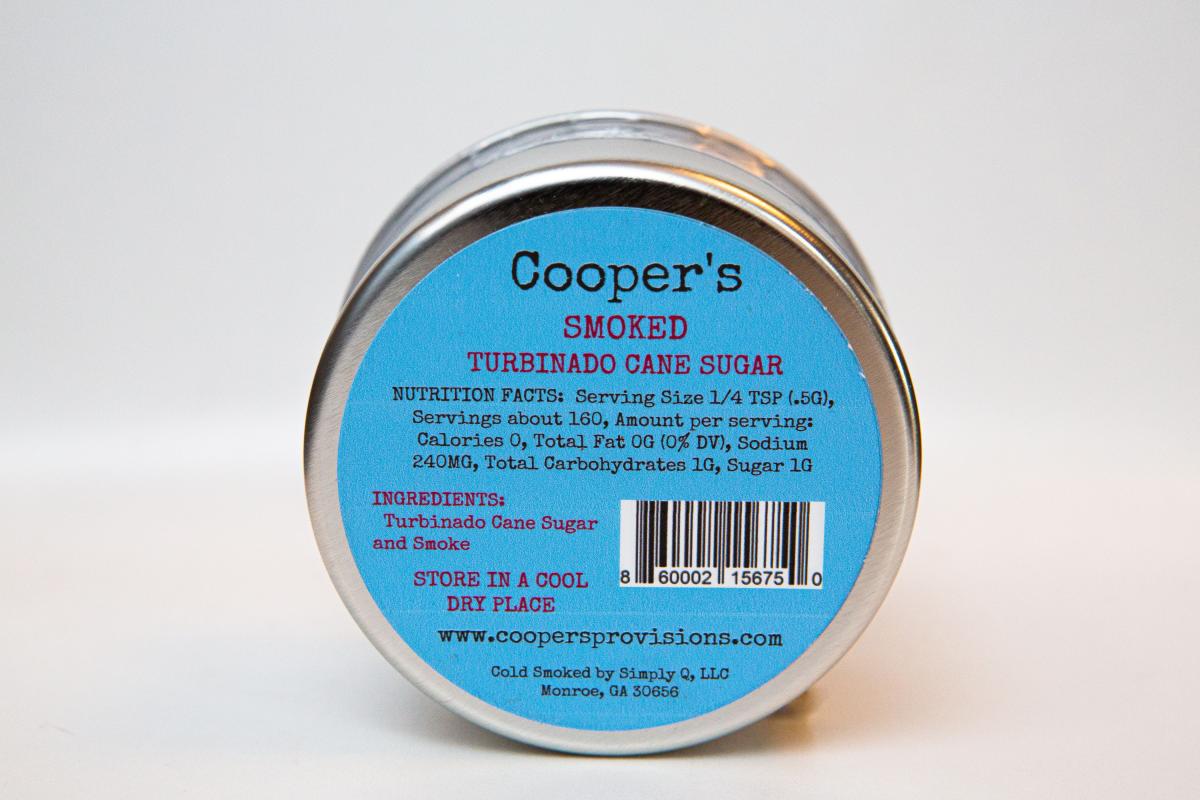 Cooper's
SMOKED
TURBINADO CANE SUGAR
NUTRITION FACTS: Serving Size 1/4 TSP (.5G),
Servings about 160, Amount per serving:
Calories 0, Total Fat 0G (0% DV), Sodium
240MG, Total Carbohydrates 1G, Sugar 1G
INGREDIENTS:
Turbinado Cane Sugar
and Smoke
8 60002 15675 0
STORE IN A COOL
DRY PLACE
www.coopersprovisions.com
Cold Smoked by Simply Q, LLC
Monroe, GA 30656